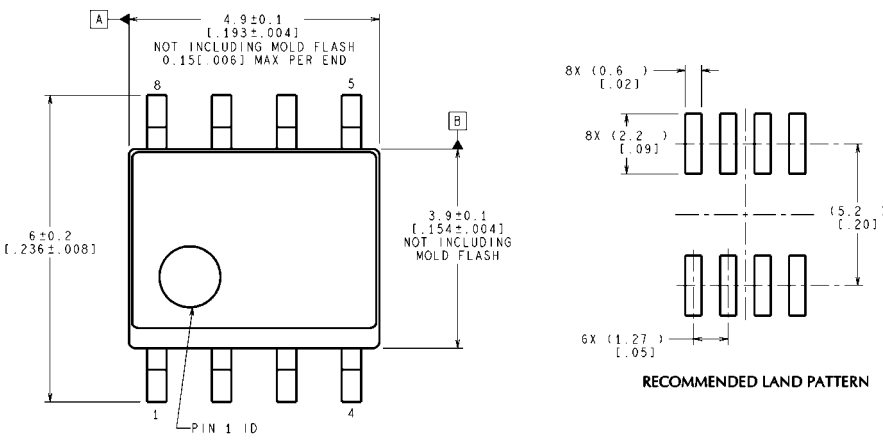 A
4.9±0.1
[.193±.004]
NOT INCLUDING MOLD FLASH
0.15[.006] MAX PER END
8
5
B
6±0.2
[.236±.008]
3.9±0.1
[.154±.004]
NOT INCLUDING
MOLD FLASH
1
4
PIN 1 ID
8X (0.6 )
[.02]
8X (2.2 )
[.09]
(5.2 )
[.20]
6X (1.27 )
[.05]
RECOMMENDED LAND PATTERN